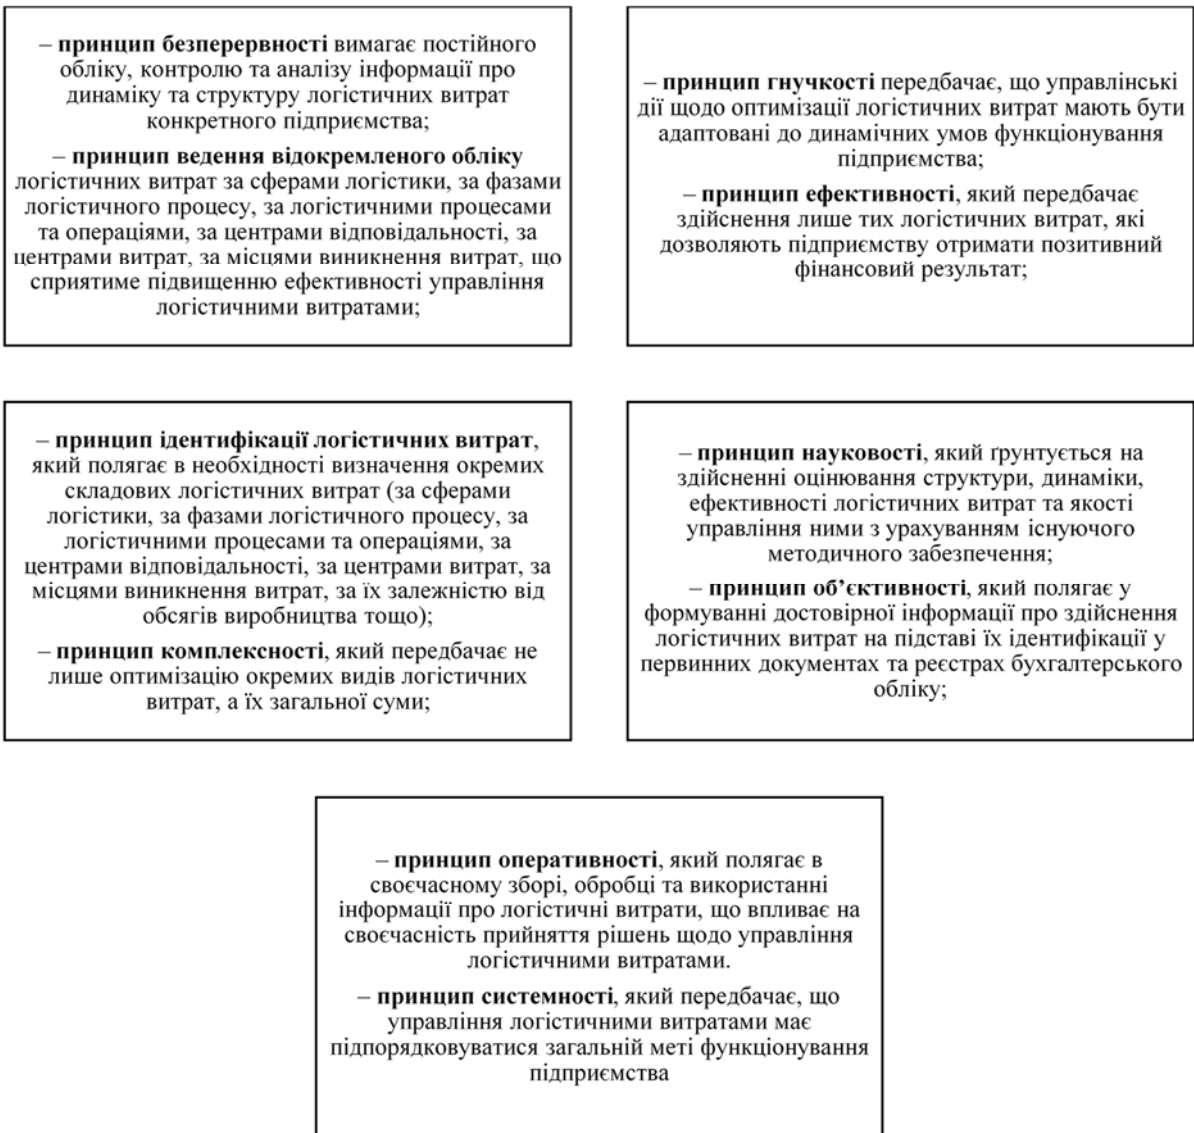 – принцип безперервності вимагає постійного
обліку, контролю та аналізу інформації про
динаміку та структуру логістичних витрат
конкретного підприємства;
– принцип ведення відокремленого обліку
логістичних витрат за сферами логістики, за фазами
логістичного процесу, за логістичними процесами
та операціями, за центрами відповідальності, за
центрами витрат, за місцями виникнення витрат, що
сприятиме підвищенню ефективності управління
логістичними витратами;
– принцип гнучкості передбачає, що управлінські
дії щодо оптимізації логістичних витрат мають бути
адаптовані до динамічних умов функціонування
підприємства;
– принцип ефективності, який передбачає
здійснення лише тих логістичних витрат, які
дозволяють підприємству отримати позитивний
фінансовий результат;
– принцип ідентифікації логістичних витрат,
який полягає в необхідності визначення окремих
складових логістичних витрат (за сферами
логістики, за фазами логістичного процесу, за
логістичними процесами та операціями, за
центрами відповідальності, за центрами витрат, за
місцями виникнення витрат, за їх залежністю від
обсягів виробництва тощо);
– принцип комплексності, який передбачає не
лише оптимізацію окремих видів логістичних
витрат, а їх загальної суми;
– принцип науковості, який ґрунтується на
здійсненні оцінювання структури, динаміки,
ефективності логістичних витрат та якості
управління ними з урахуванням існуючого
методичного забезпечення;
– принцип об’єктивності, який полягає у
формуванні достовірної інформації про здійснення
логістичних витрат на підставі їх ідентифікації у
первинних документах та реєстрах бухгалтерського
обліку;
– принцип оперативності, який полягає в
своєчасному зборі, обробці та використанні
інформації про логістичні витрати, що впливає на
своєчасність прийняття рішень щодо управління
логістичними витратами.
– принцип системності, який передбачає, що
управління логістичними витратами має
підпорядковуватися загальній меті функціонування
підприємства